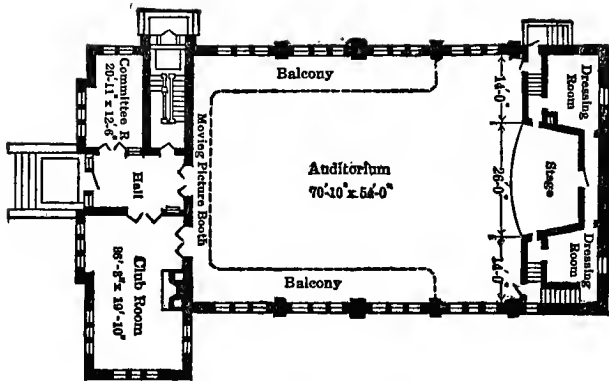 Committee R
20'-11" x 12'-6"
Balcony
14'-0"
Dressing
Room
Moving Picture Booth
Hall
Auditorium
70'-10" x 54'-0"
26'-0"
Stage
Club Room
36'-8" x 19'-10"
Balcony
14'-0"
Dressing
Room